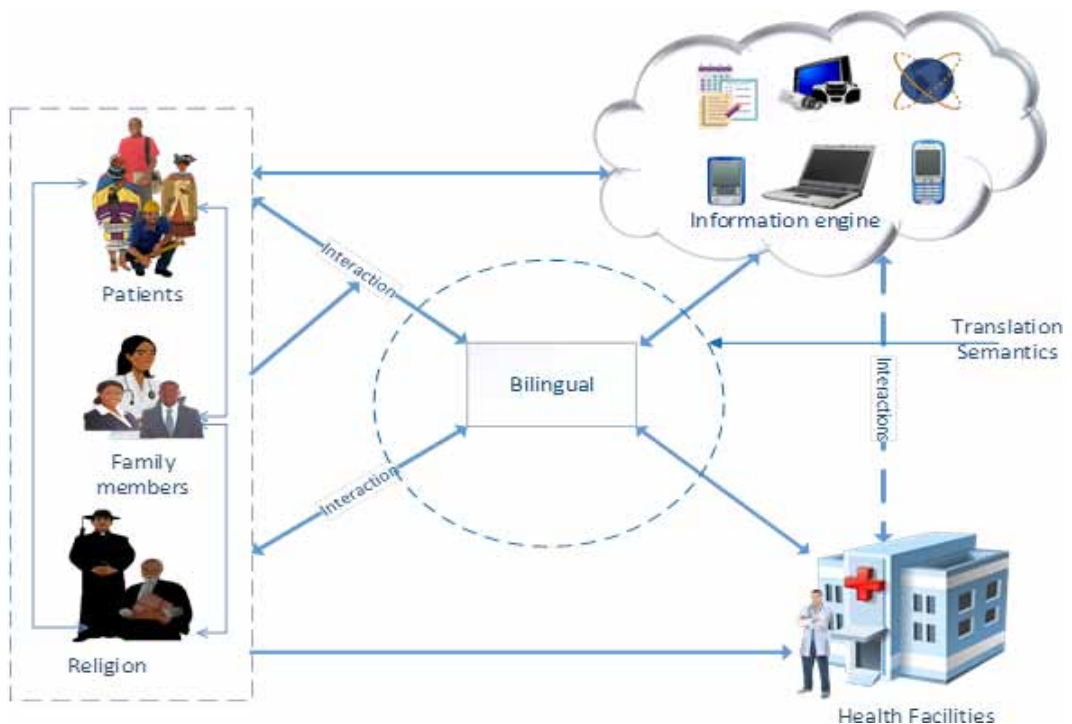 Information engine
Patients
Interaction
Translation
Semantics
Bilingual
Interactions
Family
members
Interaction
Religion
Health Facilities